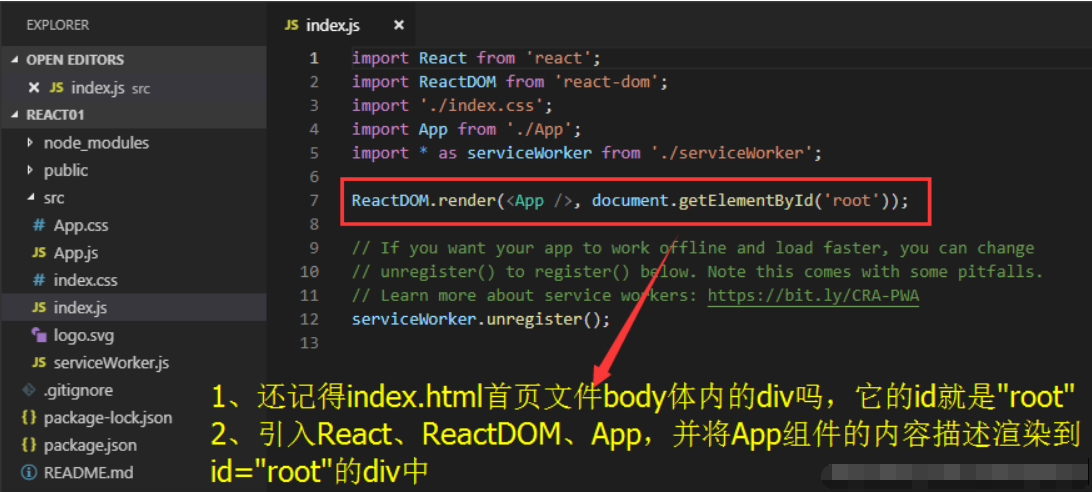 EXPLORER
OPEN EDITORS
JS index.js src
REACT01
node_modules
public
src
# App.css
JS App.js
# index.css
JS index.js
logo.svg
JS serviceWorker.js
.gitignore
{} package-lock.json
{} package.json
README.md
JS index.js ×
1 import React from 'react';
2 import ReactDOM from 'react-dom';
3 import './index.css';
4 import App from './App';
5 import * as serviceWorker from './serviceWorker';
6
7 ReactDOM.render(<App />, document.getElementById('root'));
8
9 // If you want your app to work offline and load faster, you can change
10 // unregister() to register() below. Note this comes with some pitfalls.
11 // Learn more about service workers: https://bit.ly/CRA-PWA
12 serviceWorker.unregister();
13
1、还记得index.html首页文件body体内的div吗，它的id就是"root"
2、引入React、ReactDOM、App，并将App组件的内容描述渲染到
id="root"的div中